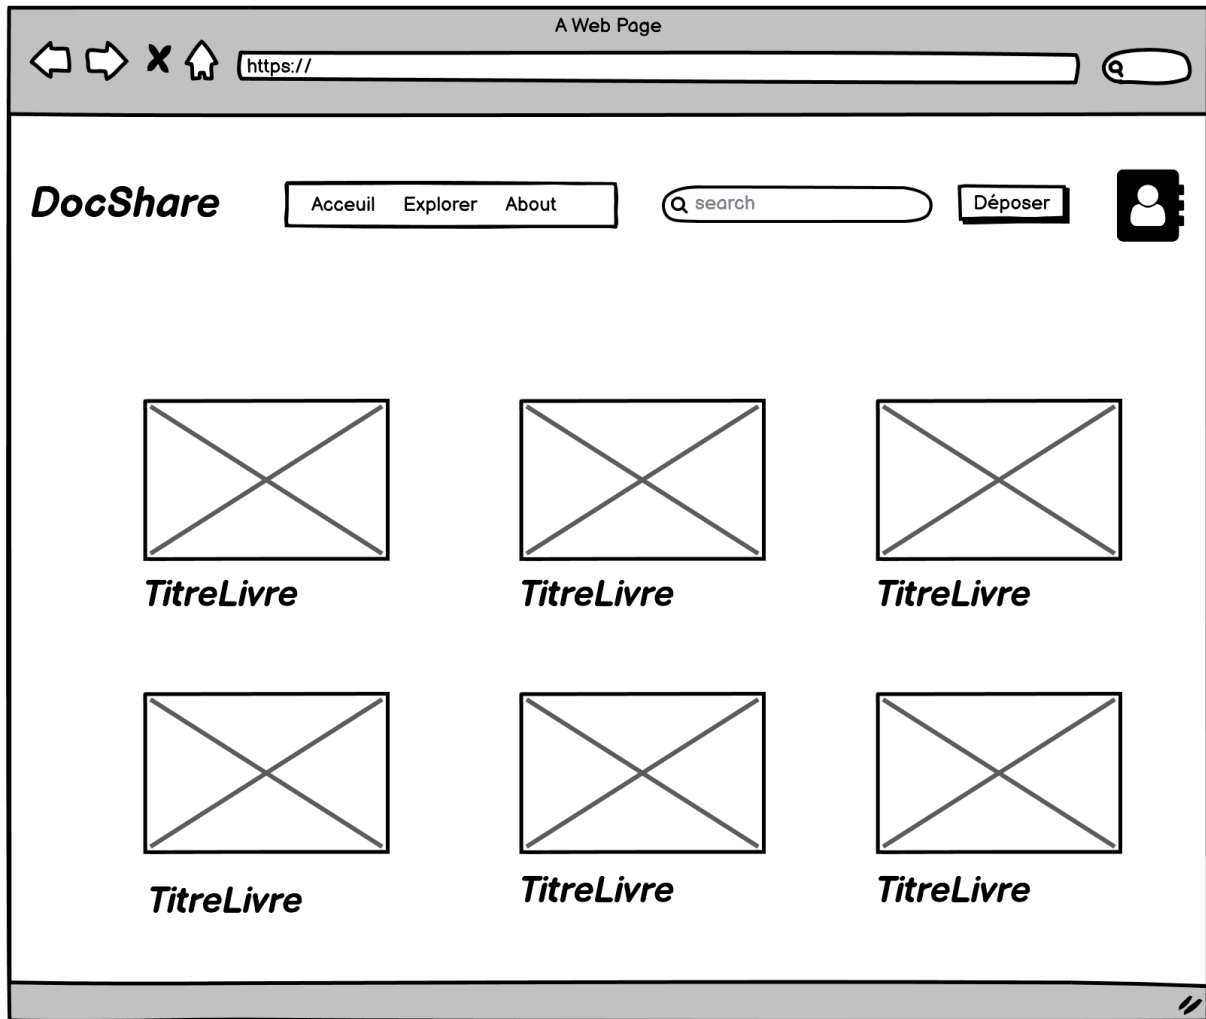 A Web Page
https://
DocShare
Acceuil Explorer About
search
Déposer
TitreLivre
TitreLivre
TitreLivre
TitreLivre
TitreLivre
TitreLivre